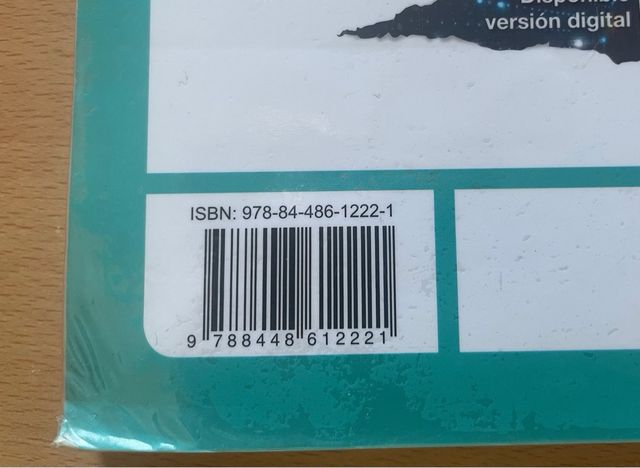 Disponible
versión digital
ISBN: 978-84-486-1222-1
9 788448 612221